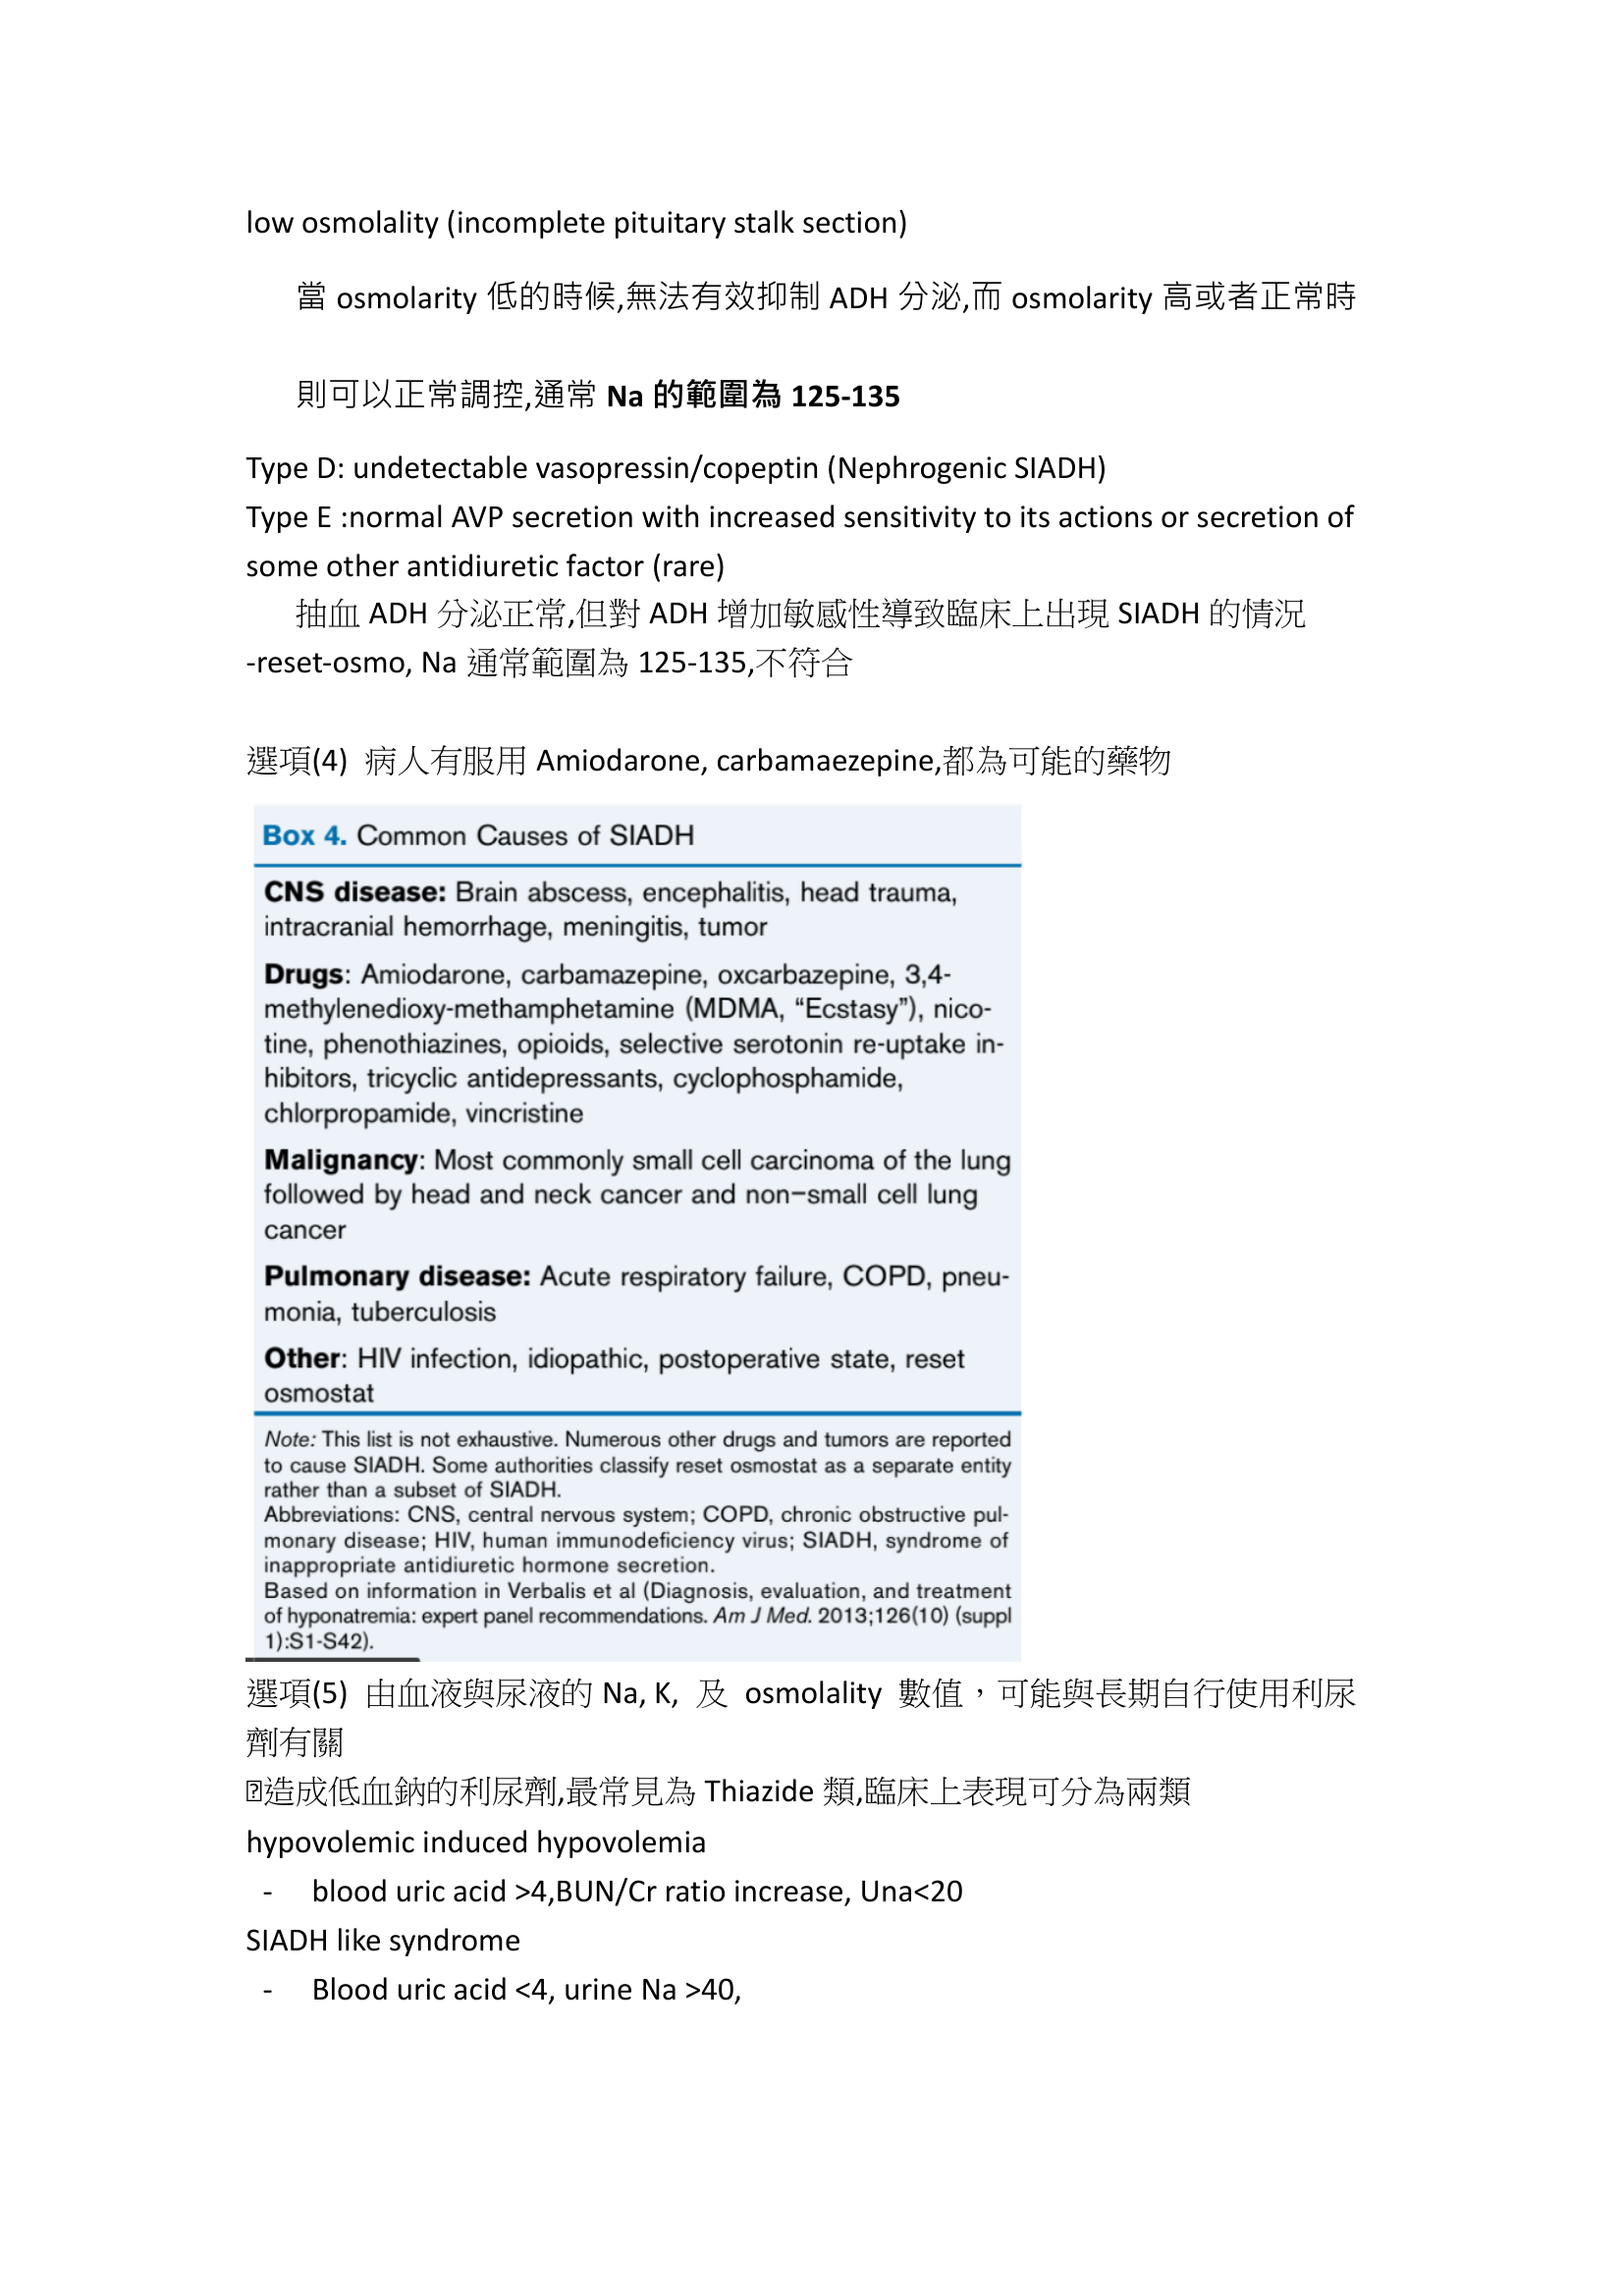 low osmolality (incomplete pituitary stalk section)
當 osmolarity 低的時候,無法有效抑制 ADH 分泌,而 osmolarity 高或者正常時
則可以正常調控,通常 Na 的範圍為 125-135
Type D: undetectable vasopressin/copeptin (Nephrogenic SIADH)
Type E :normal AVP secretion with increased sensitivity to its actions or secretion of
some other antidiuretic factor (rare)
抽血 ADH 分泌正常,但對 ADH 增加敏感性導致臨床上出現 SIADH 的情況
-reset-osmo, Na 通常範圍為 125-135,不符合
選項(4) 病人有服用 Amiodarone, carbamaezepine,都為可能的藥物
Box 4. Common Causes of SIADH
CNS disease: Brain abscess, encephalitis, head trauma,
intracranial hemorrhage, meningitis, tumor
Drugs: Amiodarone, carbamazepine, oxcarbazepine, 3,4-
methylenedioxy-methamphetamine (MDMA, “Ecstasy”), nico-
tine, phenothiazines, opioids, selective serotonin re-uptake in-
hibitors, tricyclic antidepressants, cyclophosphamide,
chlorpropamide, vincristine
Malignancy: Most commonly small cell carcinoma of the lung
followed by head and neck cancer and non−small cell lung
cancer
Pulmonary disease: Acute respiratory failure, COPD, pneu-
monia, tuberculosis
Other: HIV infection, idiopathic, postoperative state, reset
osmostat
Note: This list is not exhaustive. Numerous other drugs and tumors are reported
to cause SIADH. Some authorities classify reset osmostat as a separate entity
rather than a subset of SIADH.
Abbreviations: CNS, central nervous system; COPD, chronic obstructive pul-
monary disease; HIV, human immunodeficiency virus; SIADH, syndrome of
inappropriate antidiuretic hormone secretion.
Based on information in Verbalis et al (Diagnosis, evaluation, and treatment
of hyponatremia: expert panel recommendations. Am J Med. 2013;126(10) (suppl
1):S1-S42).
選項(5) 由血液與尿液的 Na, K, 及 osmolality 數值，可能與長期自行使用利尿
劑有關
造成低血鈉的利尿劑,最常見為 Thiazide 類,臨床上表現可分為兩類
hypovolemic induced hypovolemia
- blood uric acid >4,BUN/Cr ratio increase, Una<20
SIADH like syndrome
- Blood uric acid <4, urine Na >40,